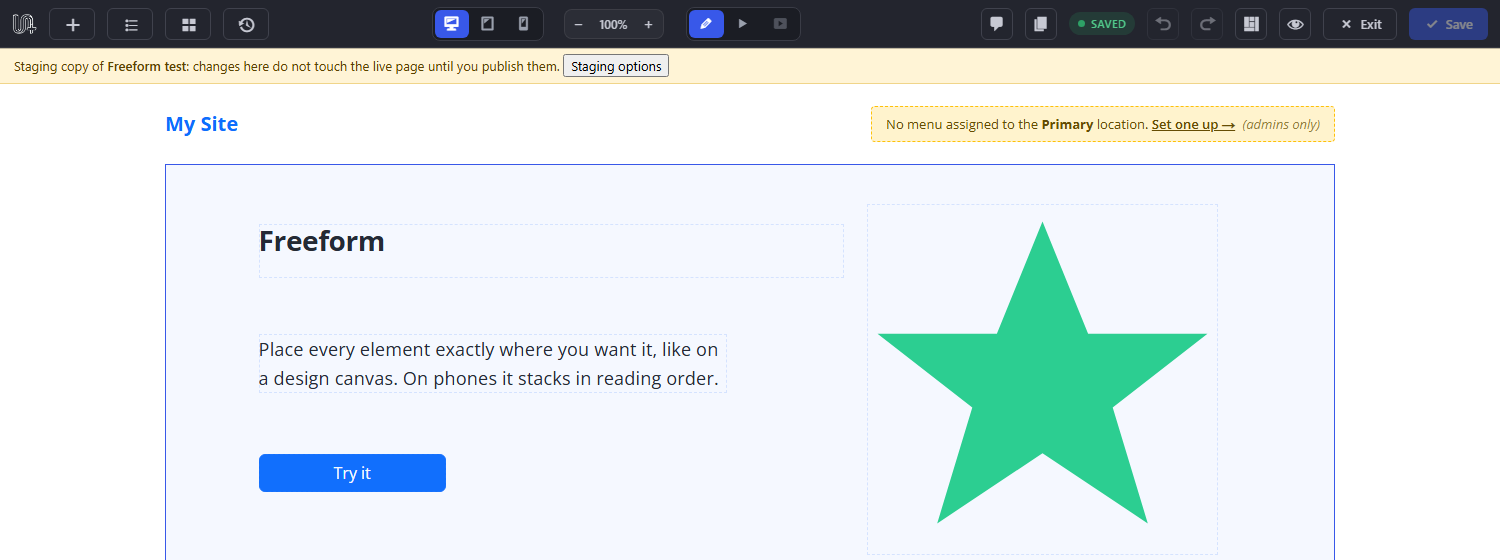 100%
SAVED
Exit
Save
Staging copy of Freeform test: changes here do not touch the live page until you publish them. Staging options
My Site
No menu assigned to the Primary location. Set one up → (admins only)
Freeform
Place every element exactly where you want it, like on
a design canvas. On phones it stacks in reading order.
Try it